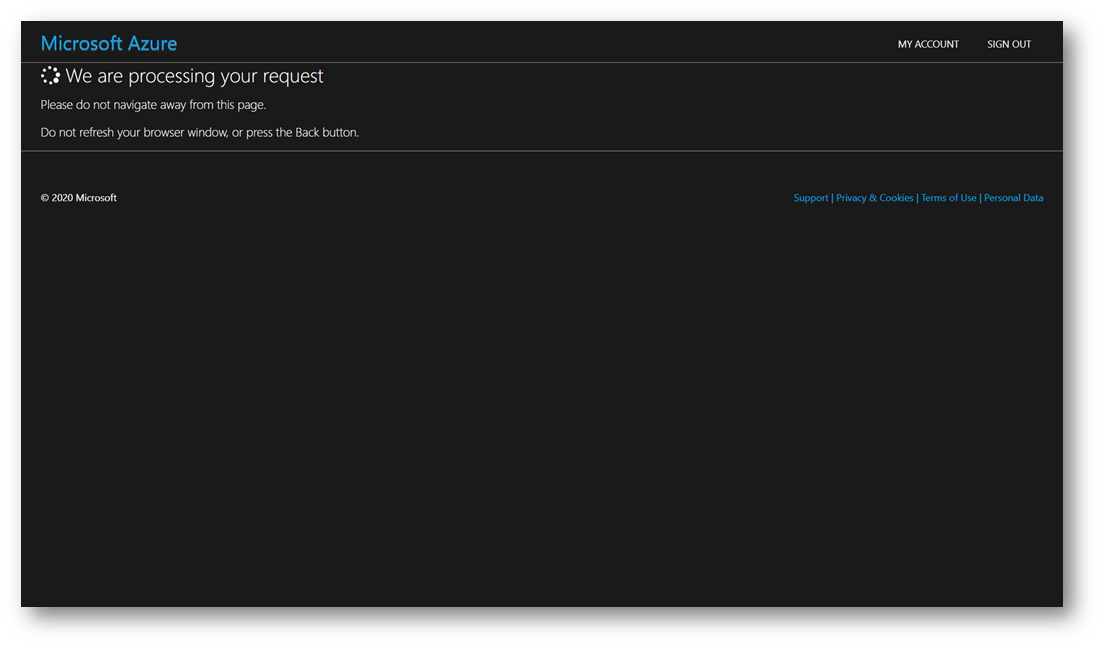 Microsoft Azure
MY ACCOUNT SIGN OUT
We are processing your request
Please do not navigate away from this page.
Do not refresh your browser window, or press the Back button.
© 2020 Microsoft
Support | Privacy & Cookies | Terms of Use | Personal Data